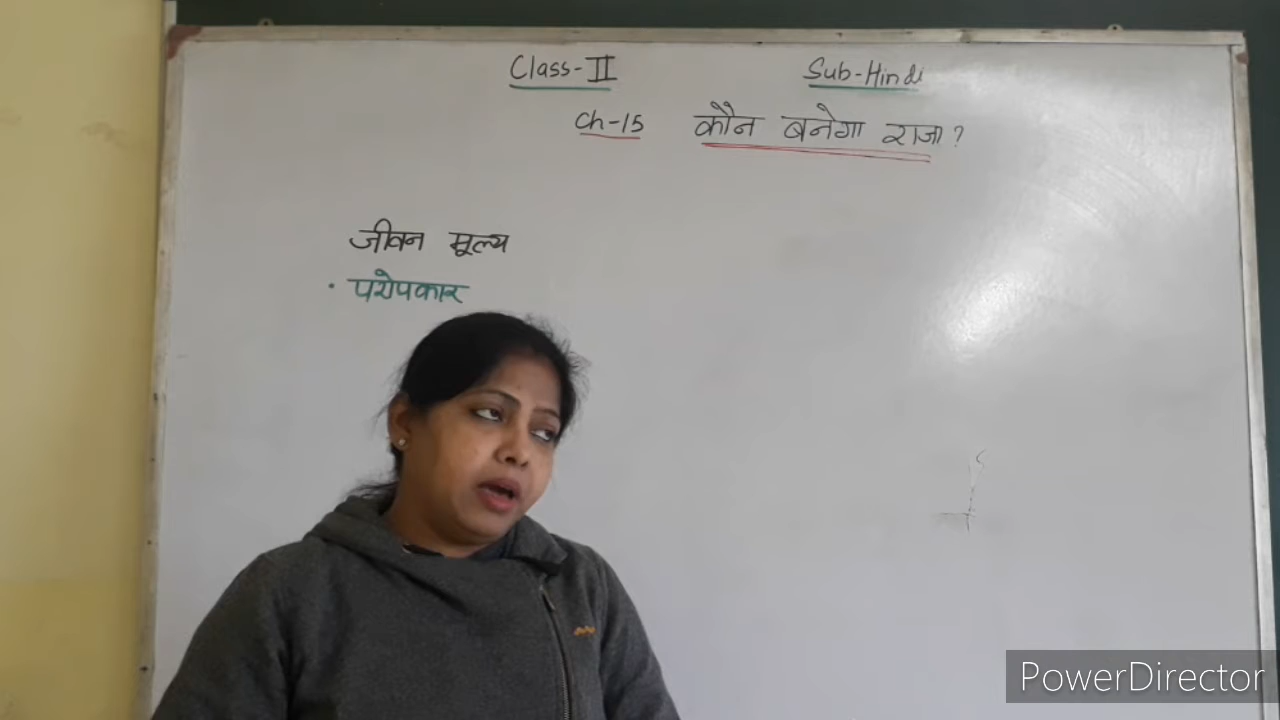 Class-II Sub-Hindi
Ch-15 कौन बनेगा राजा?
जीवन मूल्य
• परोपकार
PowerDirector